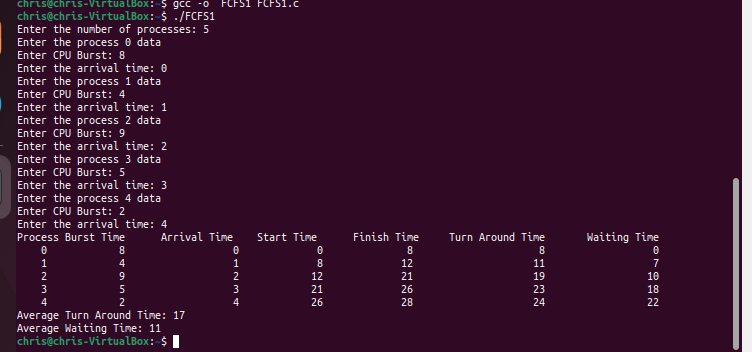 chris@chris-VirtualBox:~$ gcc -o  FCFS1 FCFS1.c
chris@chris-VirtualBox:~$ ./FCFS1
Enter the number of processes: 5
Enter the process 0 data
Enter CPU Burst: 8
Enter the arrival time: 0
Enter the process 1 data
Enter CPU Burst: 4
Enter the arrival time: 1
Enter the process 2 data
Enter CPU Burst: 9
Enter the arrival time: 2
Enter the process 3 data
Enter CPU Burst: 5
Enter the arrival time: 3
Enter the process 4 data
Enter CPU Burst: 2
Enter the arrival time: 4
Process Burst Time      Arrival Time    Start Time      Finish Time     Turn Around Time       Waiting Time
0       8       0       0       8       8       0
1       4       1       8       12      11      7
2       9       2       12      21      19      10
3       5       3       21      26      23      18
4       2       4       26      28      24      22
Average Turn Around Time: 17
Average Waiting Time: 11
chris@chris-VirtualBox:~$